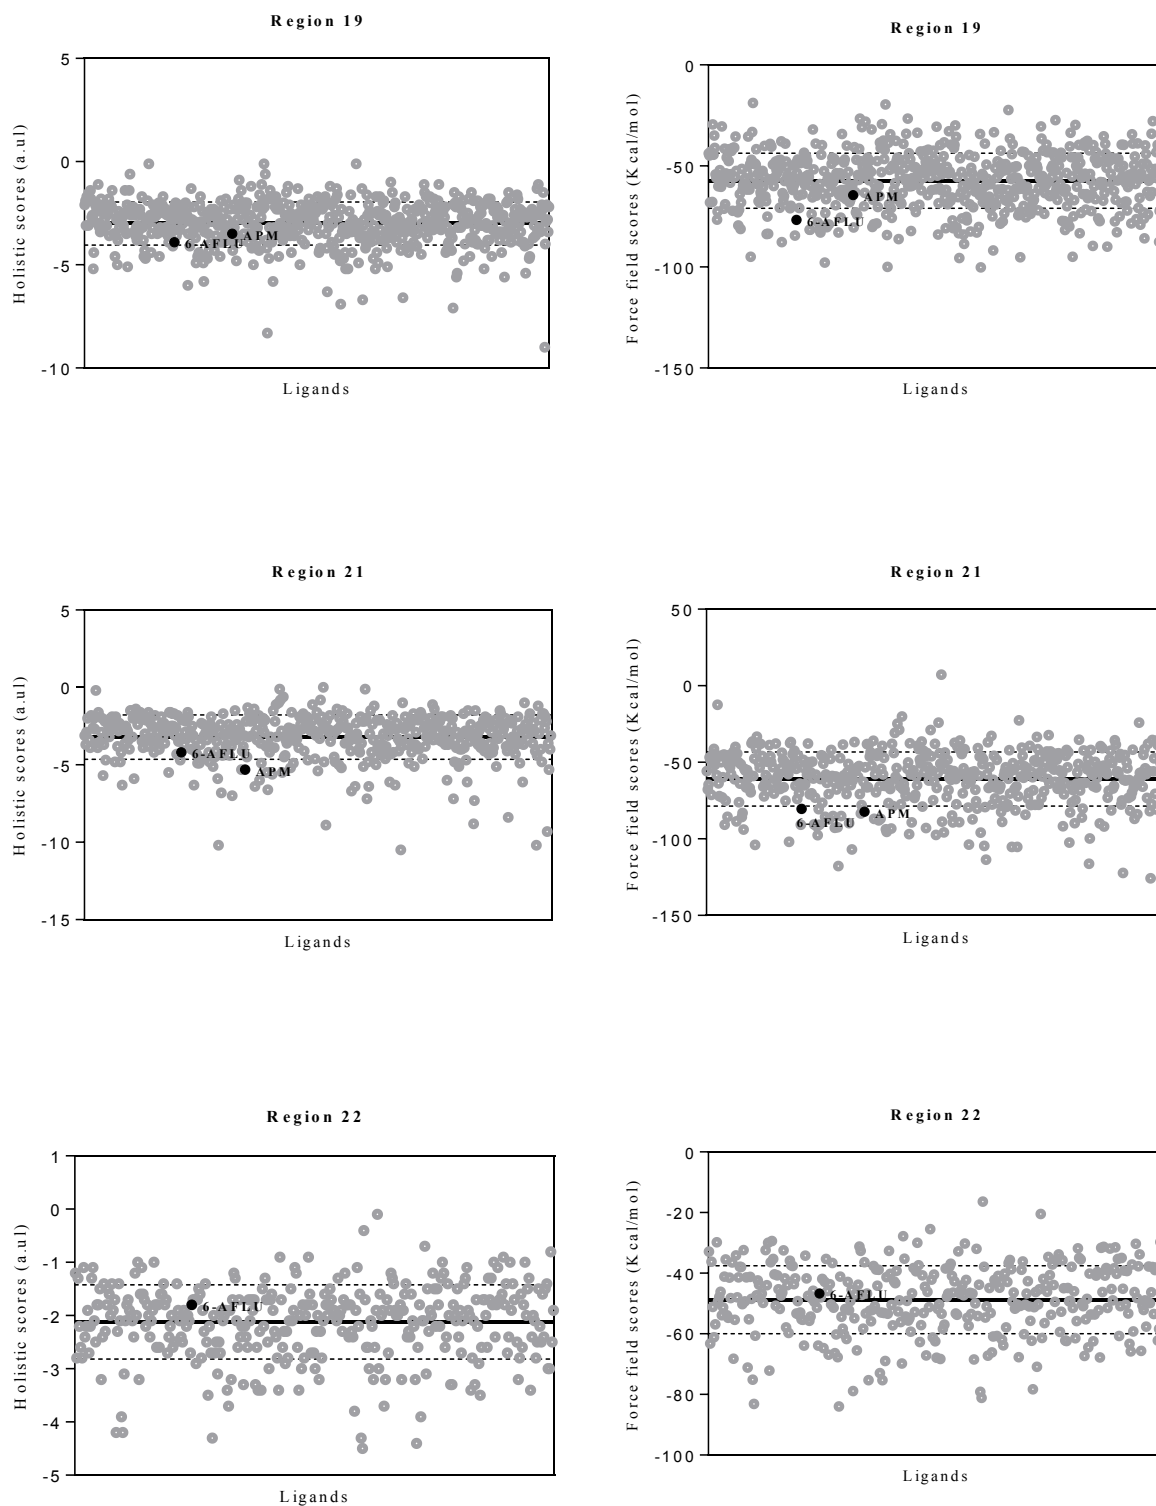 Region 19
5
0
-5
-10
Holistic scores (a.ul)
6-AFLU
APM
Ligands
Region 19
0
-50
-100
-150
Force field scores (Kcal/mol)
APM
6-AFLU
Ligands
Region 21
5
0
-5
-10
-15
Holistic scores (a.ul)
6-AFLU
APM
Ligands
Region 21
50
0
-50
-100
-150
Force field scores (Kcal/mol)
6-AFLU
APM
Ligands
Region 22
1
0
-1
-2
-3
-4
-5
Holistic scores (a.ul)
6-AFLU
Ligands
Region 22
0
-20
-40
-60
-80
-100
Force field scores (Kcal/mol)
6-AFLU
Ligands